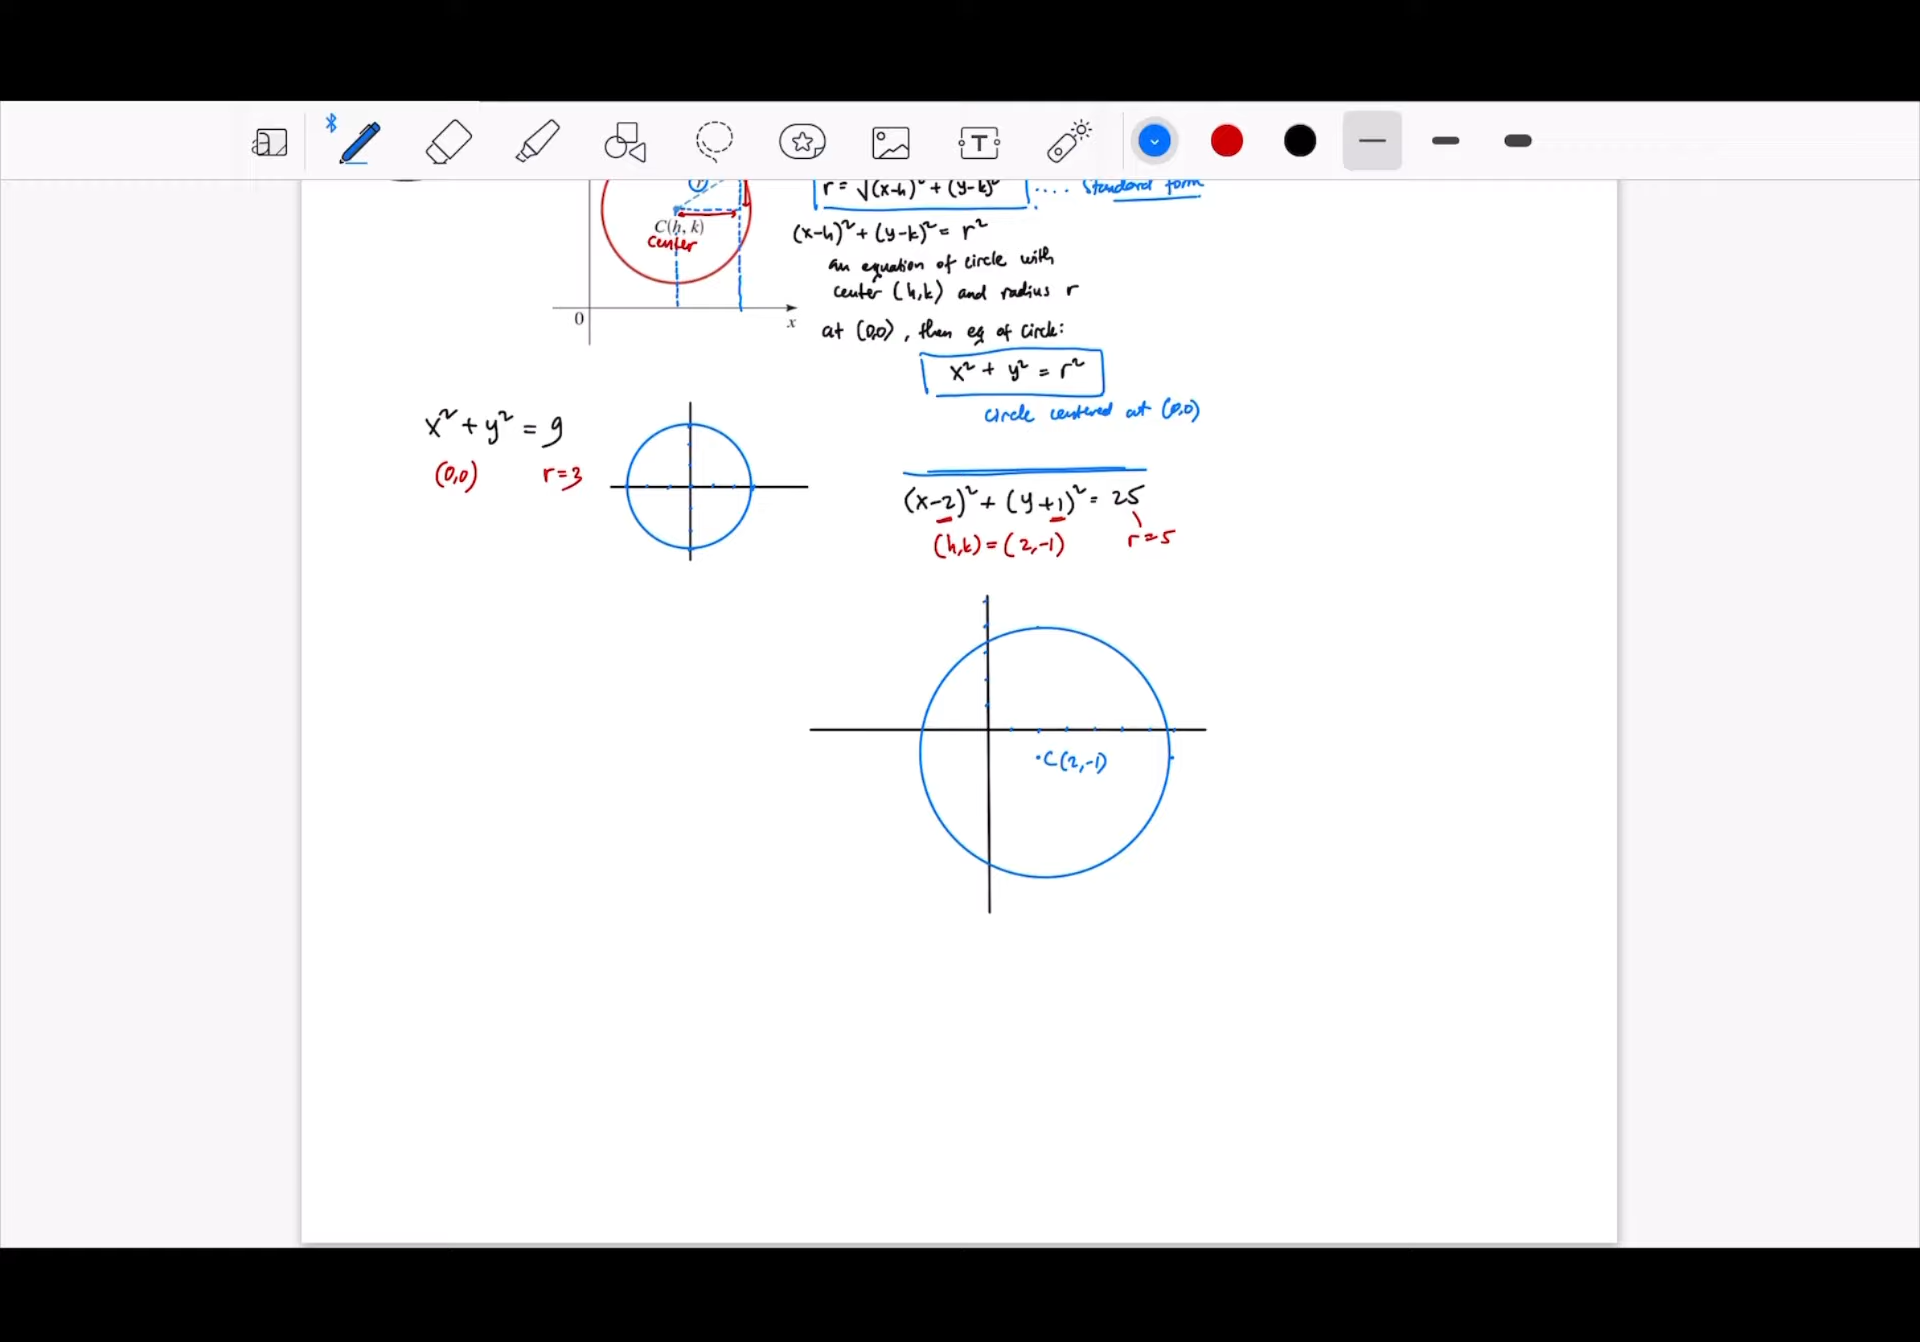 r = √(x-h)² + (y-k)² .... Standard form
r
C(h, k)
center
(x-h)² + (y-k)² = r²
an equation of circle with
center (h,k) and radius r
0
x
at (0,0), then eq of circle:
x² + y² = r²
circle centered at (0,0)
x² + y² = 9
(0,0) r=3
(x-2)² + (y+1)² = 25
(h,k) = (2,-1) r=5
C(2,-1)
T